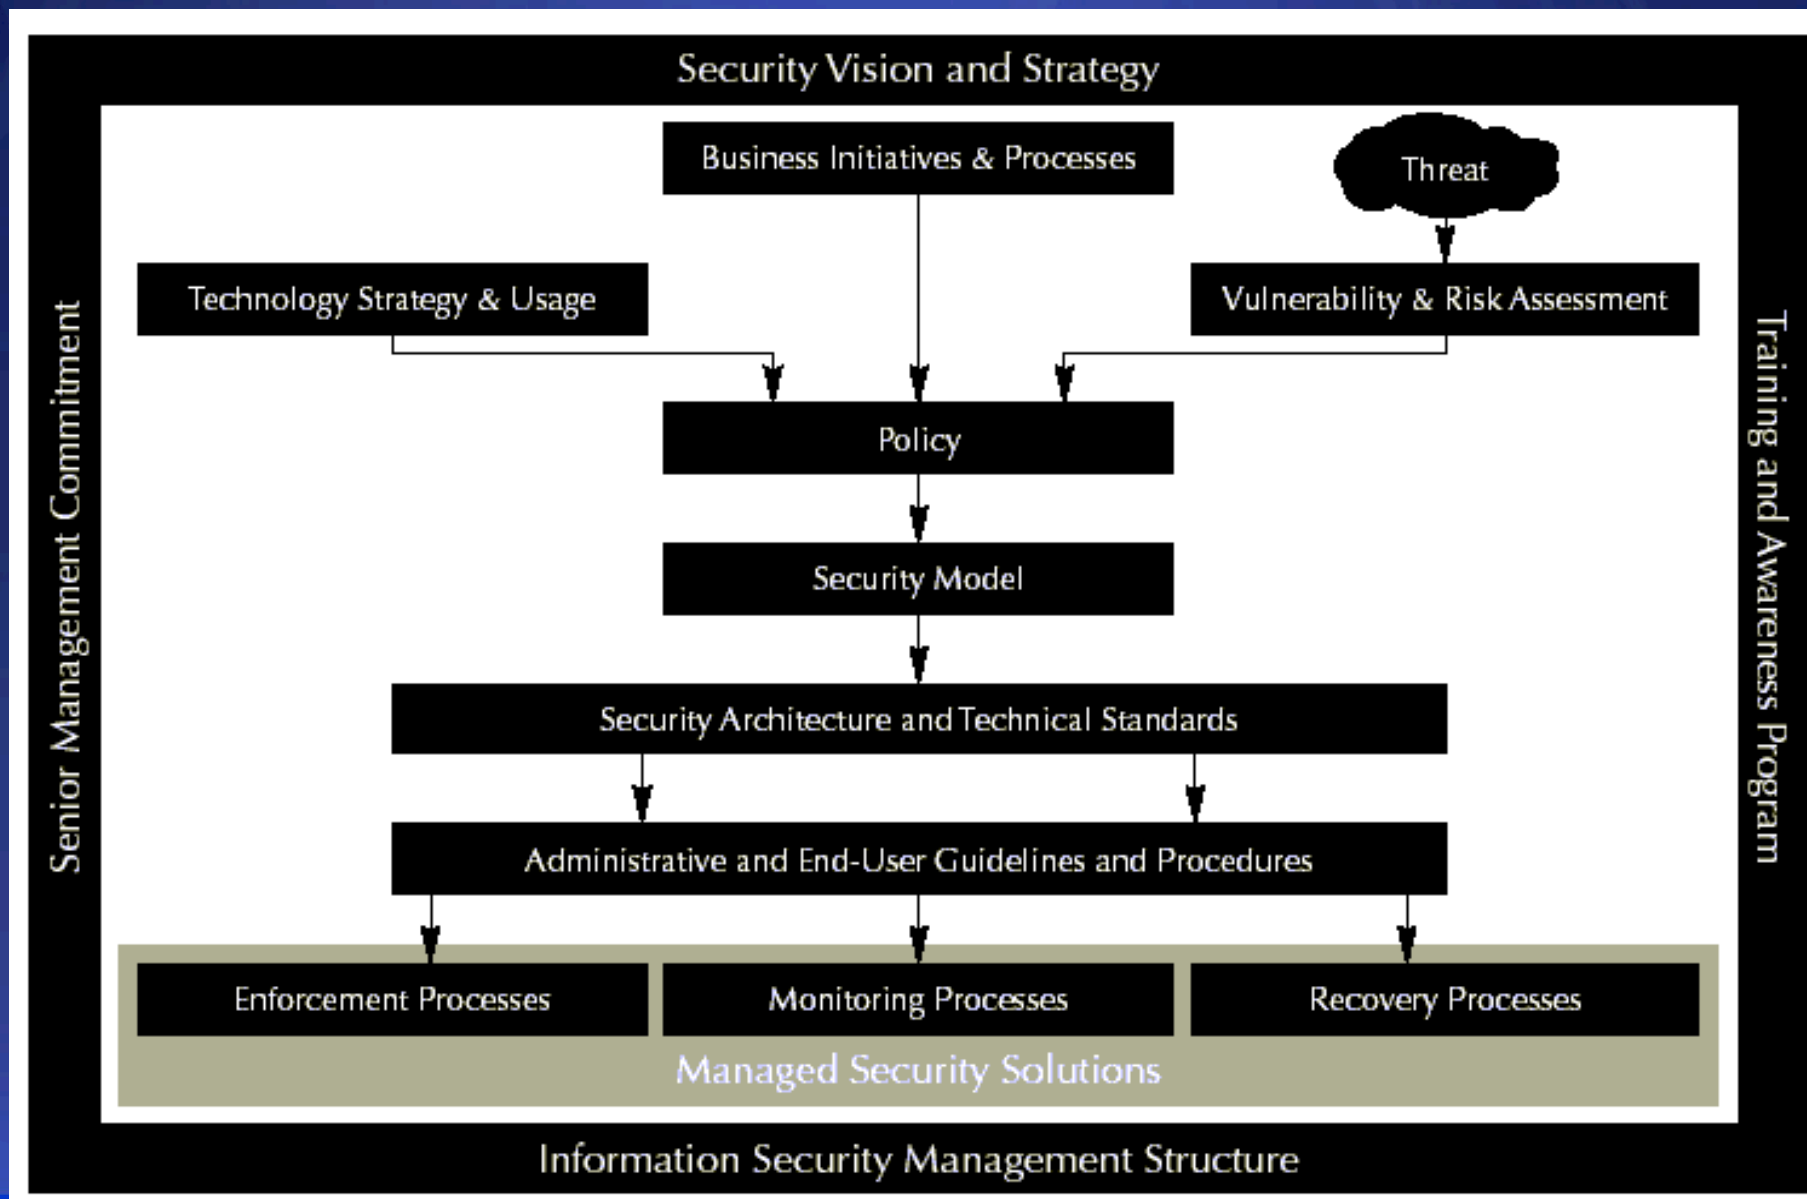 Security Vision and Strategy
Business Initiatives & Processes
Threat
Technology Strategy & Usage
Vulnerability & Risk Assessment
Senior Management Commitment
Training and Awareness Program
Policy
Security Model
Security Architecture and Technical Standards
Administrative and End-User Guidelines and Procedures
Enforcement Processes
Monitoring Processes
Recovery Processes
Managed Security Solutions
Information Security Management Structure